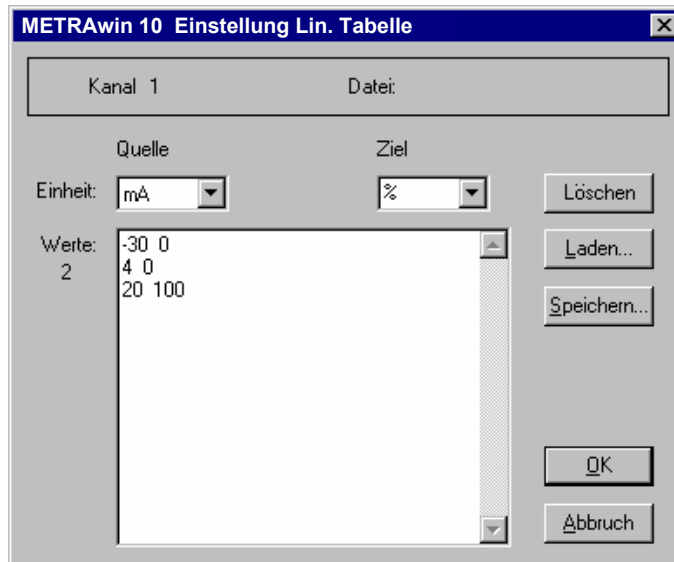 METRAwin 10 Einstellung Lin. Tabelle
Kanal 1 Datei:
Quelle Ziel
Einheit: mA % Löschen
Werte: 2
-30 0
4 0
20 100
Laden...
Speichern...
OK
Abbruch